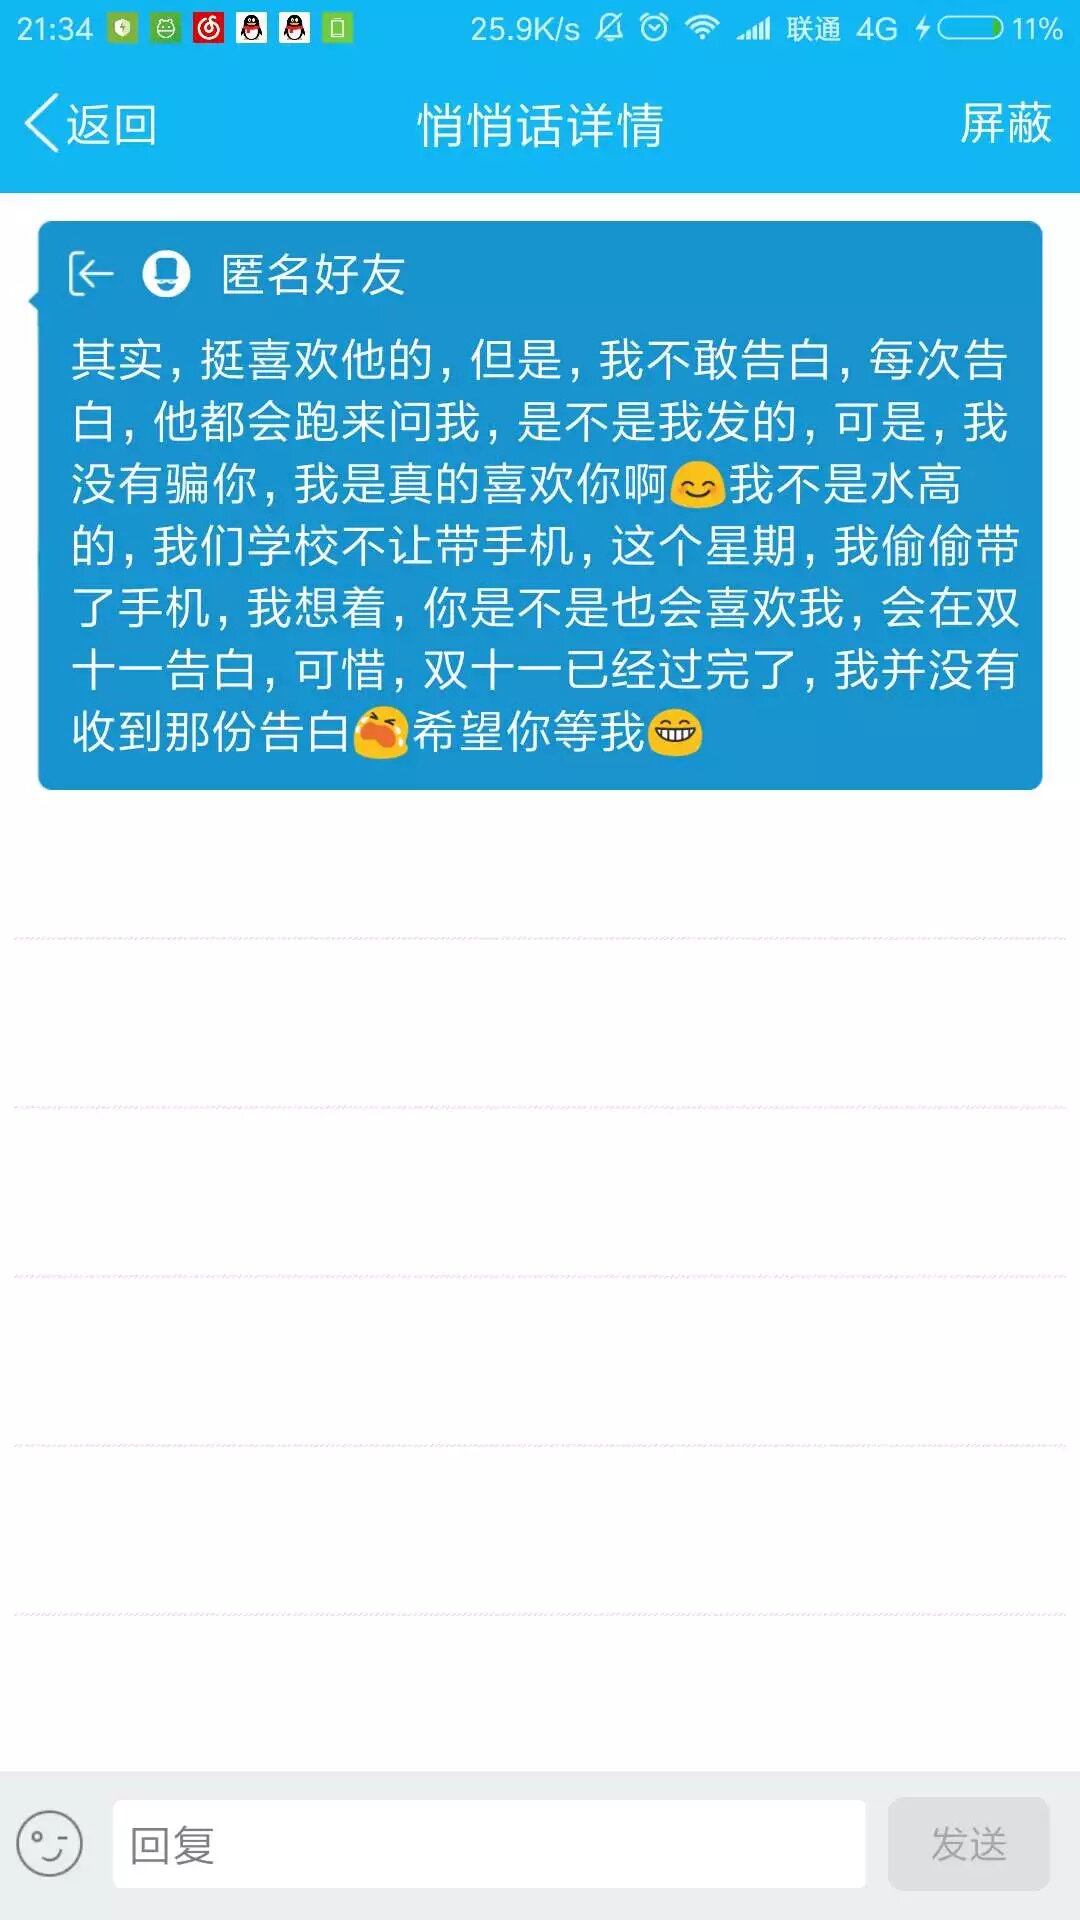 21:34 25.9K/s 联通 4G 11%
返回 悄悄话详情 屏蔽
匿名好友
其实, 挺喜欢他的, 但是, 我不敢告白, 每次告
白, 他都会跑来问我, 是不是我发的, 可是, 我
没有骗你, 我是真的喜欢你啊😊我不是水高
的, 我们学校不让带手机, 这个星期, 我偷偷带
了手机, 我想着, 你是不是也会喜欢我, 会在双
十一告白, 可惜, 双十一已经过完了, 我并没有
收到那份告白😭希望你等我😁
回复 发送